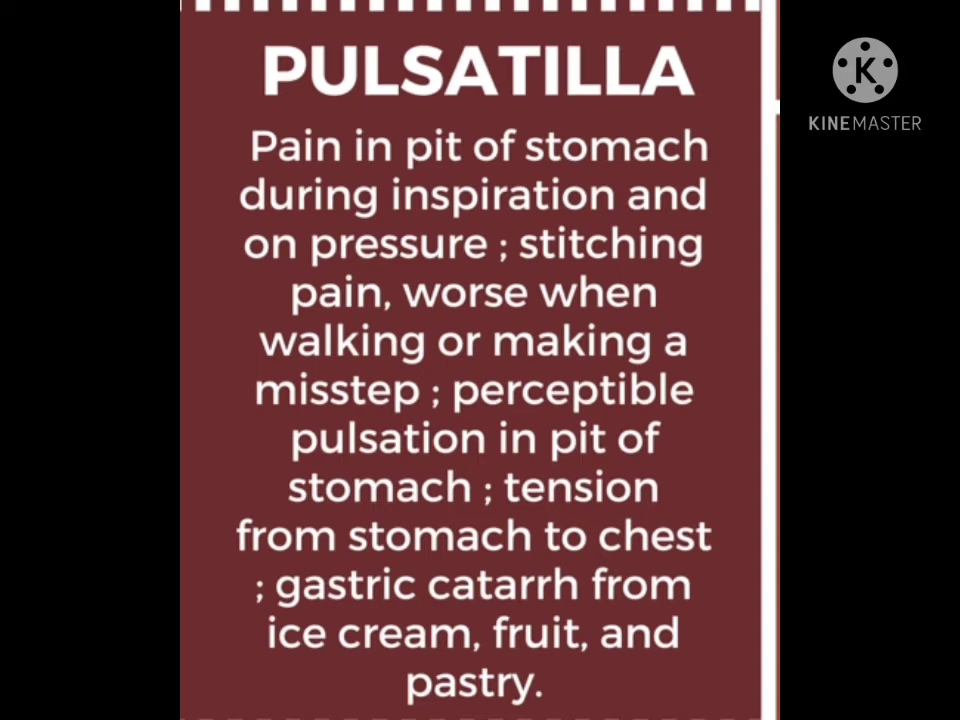 PULSATILLA
Pain in pit of stomach
during inspiration and
on pressure ; stitching
pain, worse when
walking or making a
misstep ; perceptible
pulsation in pit of
stomach ; tension
from stomach to chest
; gastric catarrh from
ice cream, fruit, and
pastry.
K
KINEMASTER